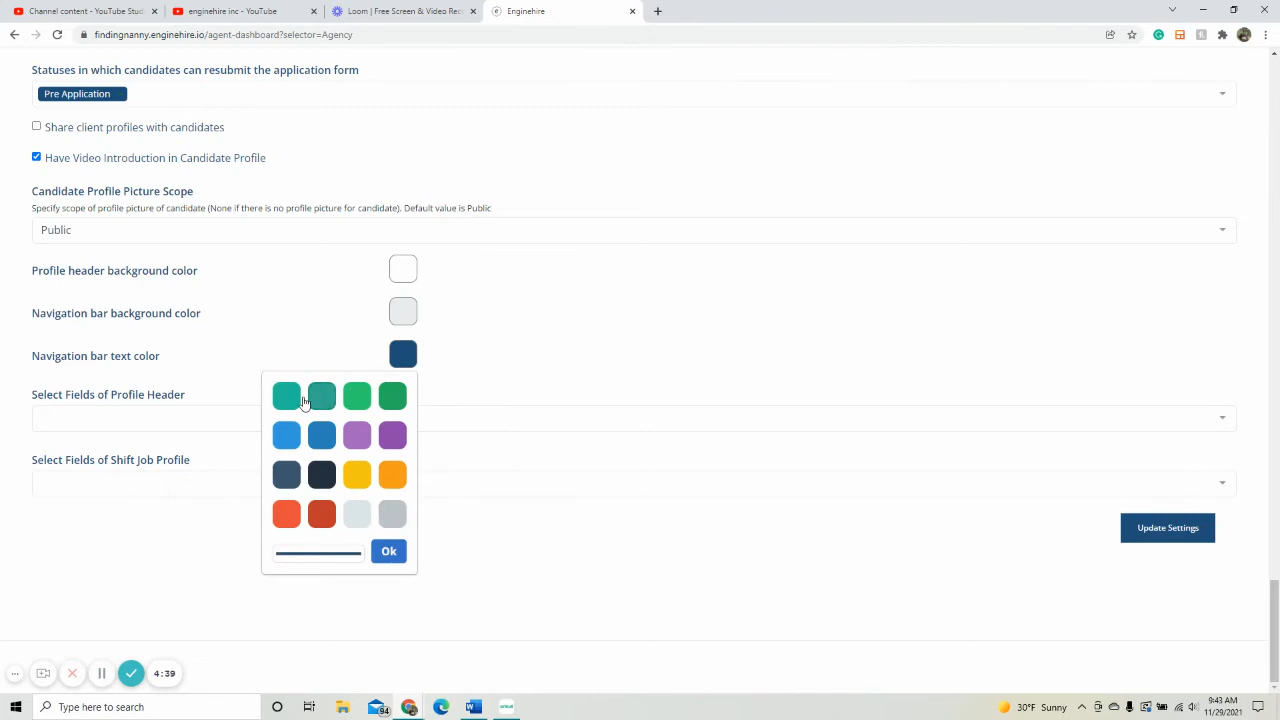 Channel content - YouTube Studi
enginehire inc - YouTube
Loom | Free Screen & Video Rec
Enginehire
findingnanny.enginehire.io/agent-dashboard?selector=Agency
Statuses in which candidates can resubmit the application form
Pre Application
Share client profiles with candidates
Have Video Introduction in Candidate Profile
Candidate Profile Picture Scope
Specify scope of profile picture of candidate (None if there is no profile picture for candidate). Default value is Public
Public
Profile header background color
Navigation bar background color
Navigation bar text color
Select Fields of Profile Header
Select Fields of Shift Job Profile
Ok
Update Settings
4:39
Type here to search
94
30°F Sunny
9:43 AM
11/29/2021